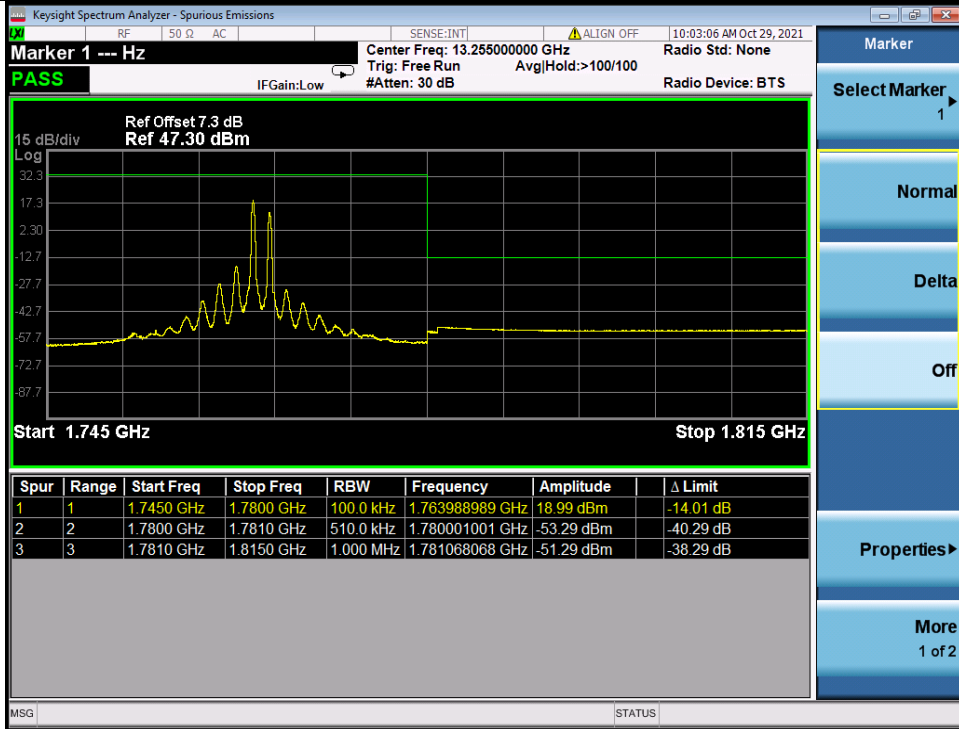 Keysight Spectrum Analyzer - Spurious Emissions
LXI RF 50 Ω AC SENSE:INT ALIGN OFF 10:03:06 AM Oct 29, 2021
Marker 1 --- Hz
Center Freq: 13.255000000 GHz Radio Std: None
Trig: Free Run Avg|Hold:>100/100
PASS IFGain:Low #Atten: 30 dB Radio Device: BTS
Ref Offset 7.3 dB
15 dB/div Ref 47.30 dBm
Log
32.3
17.3
2.30
-12.7
-27.7
-42.7
-57.7
-72.7
-87.7
Start 1.745 GHz Stop 1.815 GHz
Spur Range Start Freq Stop Freq RBW Frequency Amplitude Δ Limit
1 1 1.7450 GHz 1.7800 GHz 100.0 kHz 1.763988989 GHz 18.99 dBm -14.01 dB
2 2 1.7800 GHz 1.7810 GHz 510.0 kHz 1.780001001 GHz -53.29 dBm -40.29 dB
3 3 1.7810 GHz 1.8150 GHz 1.000 MHz 1.781068068 GHz -51.29 dBm -38.29 dB
MSG STATUS
Marker
Select Marker
1
Normal
Delta
Off
Properties
More
1 of 2